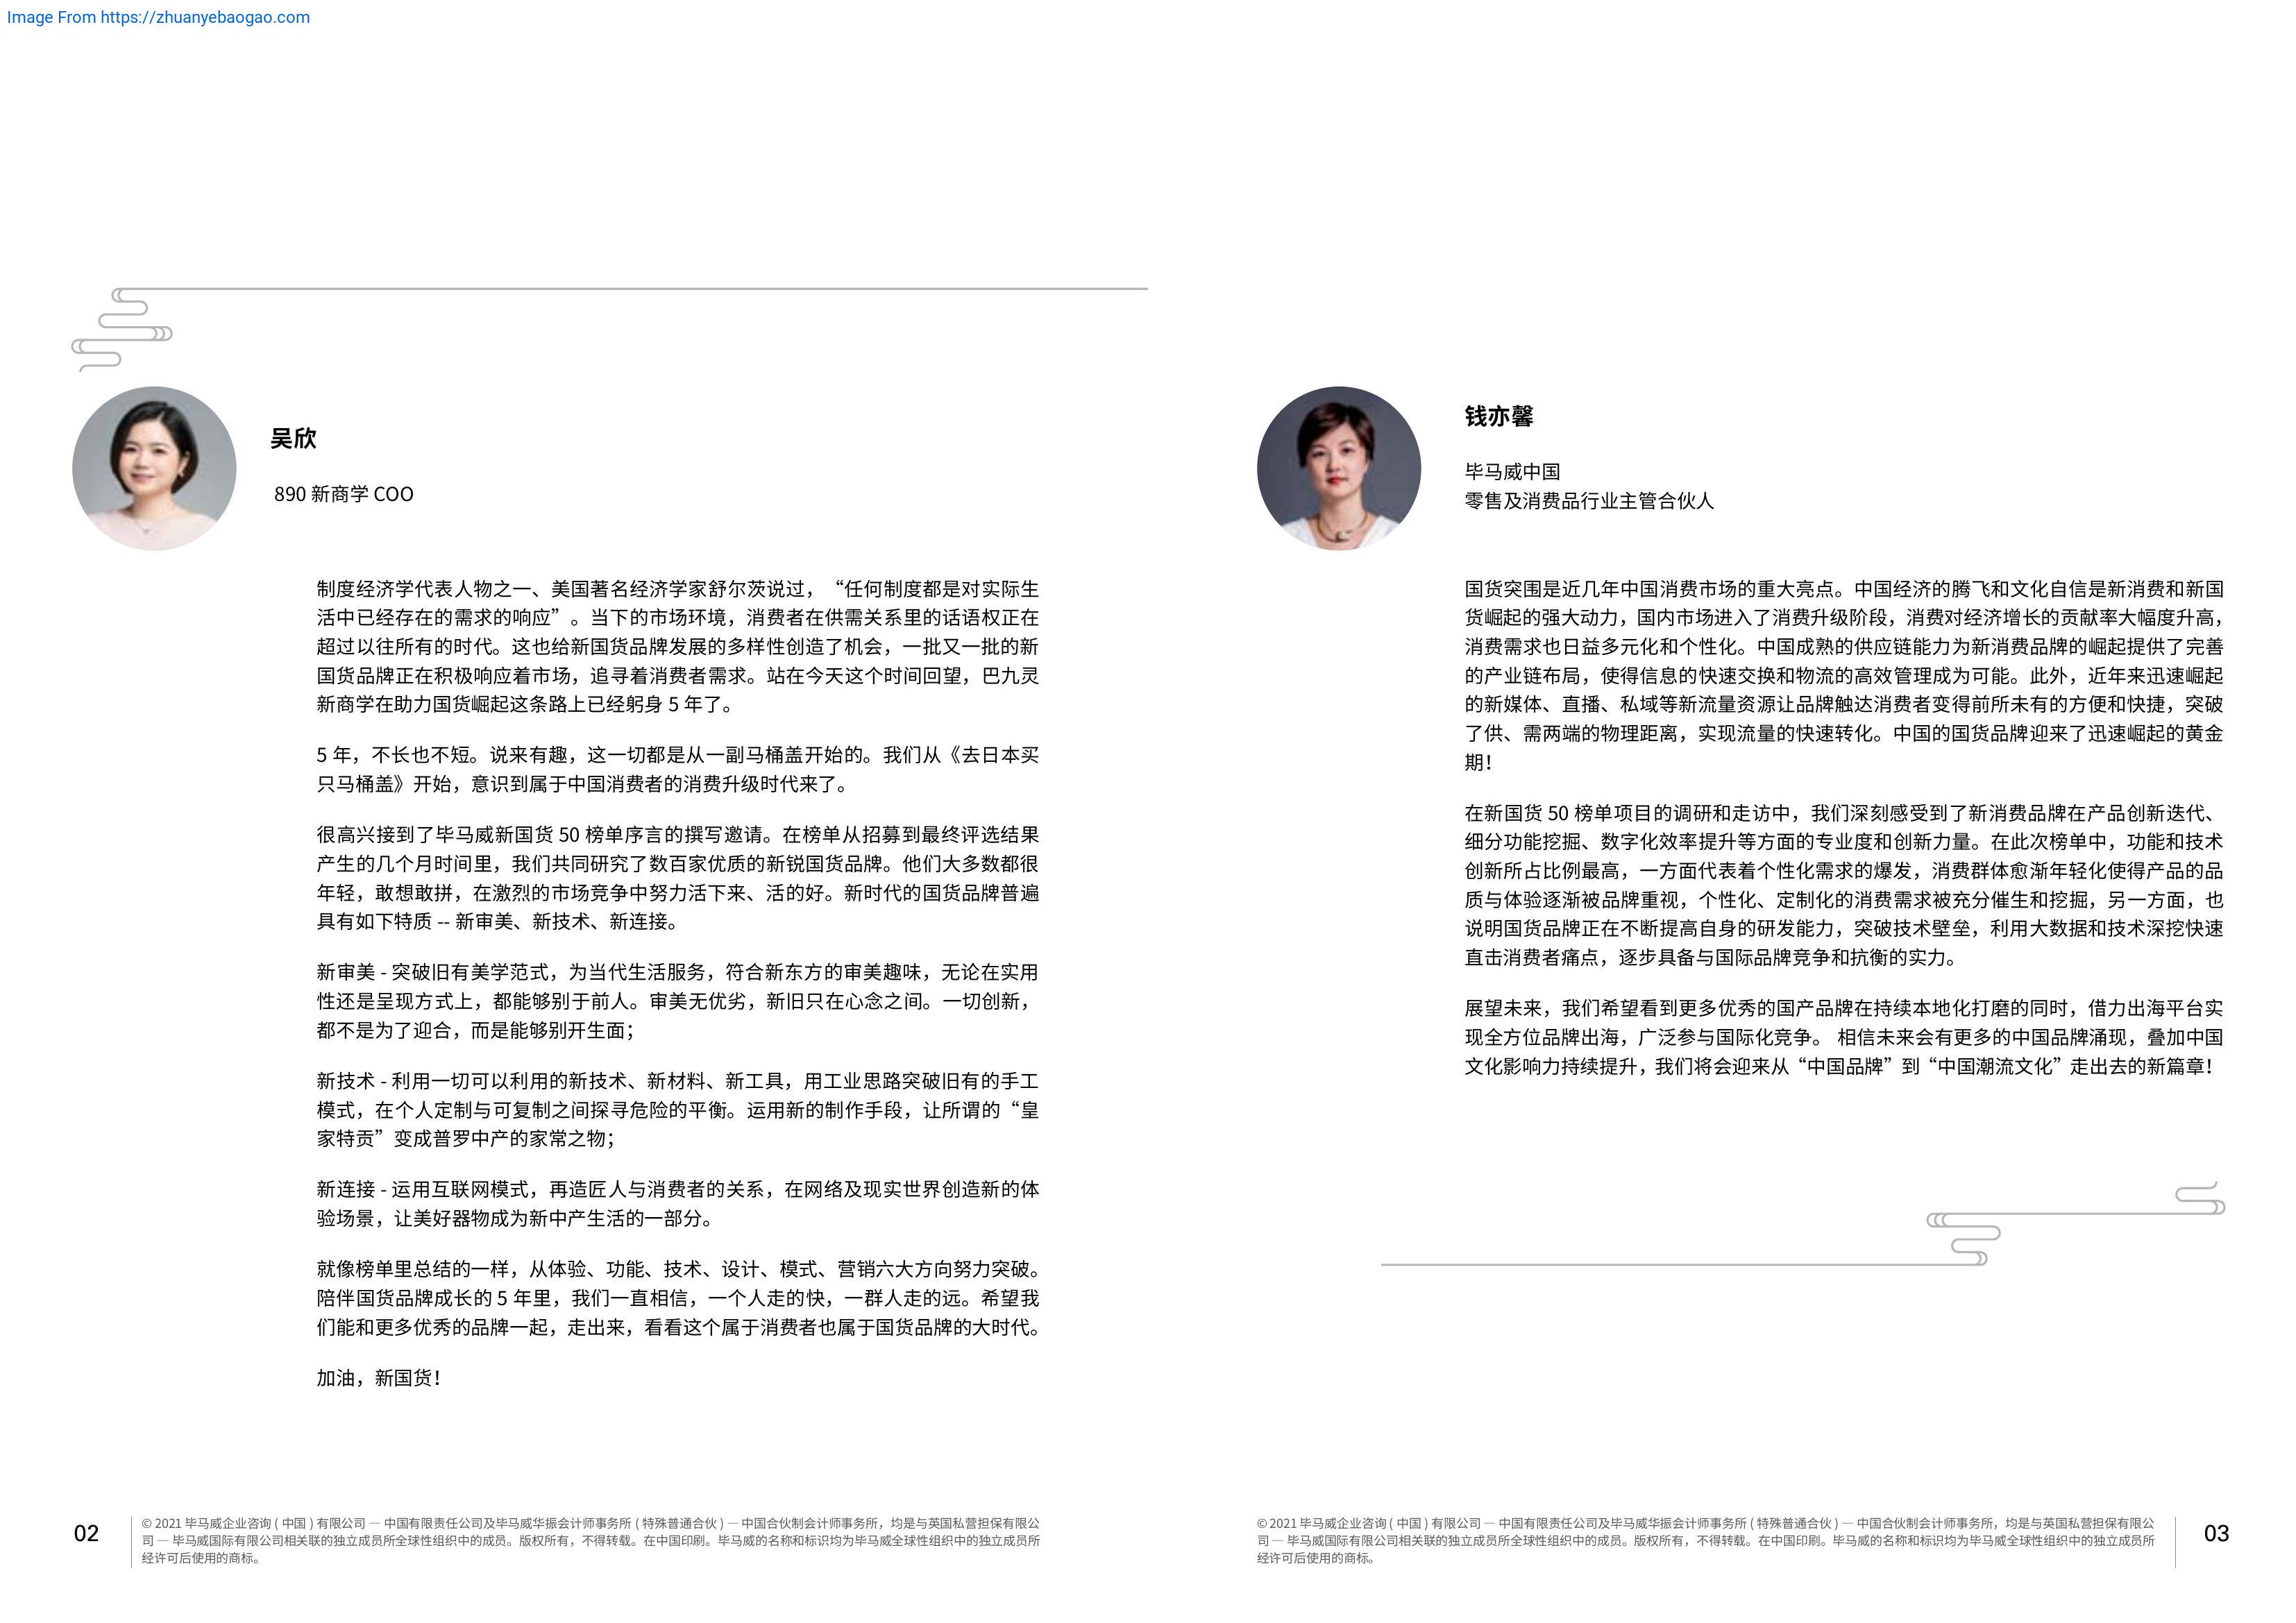 Image From https://zhuanyebaogao.com
吴欣
890 新商学 COO
制度经济学代表人物之一、美国著名经济学家舒尔茨说过，“任何制度都是对实际生
活中已经存在的需求的响应”。当下的市场环境，消费者在供需关系里的话语权正在
超过以往所有的时代。这也给新国货品牌发展的多样性创造了机会，一批又一批的新
国货品牌正在积极响应着市场，追寻着消费者需求。站在今天这个时间回望，巴九灵
新商学在助力国货崛起这条路上已经躬身 5 年了。
5 年，不长也不短。说来有趣，这一切都是从一副马桶盖开始的。我们从《去日本买
只马桶盖》开始，意识到属于中国消费者的消费升级时代来了。
很高兴接到了毕马威新国货 50 榜单序言的撰写邀请。在榜单从招募到最终评选结果
产生的几个月时间里，我们共同研究了数百家优质的新锐国货品牌。他们大多数都很
年轻，敢想敢拼，在激烈的市场竞争中努力活下来、活的好。新时代的国货品牌普遍
具有如下特质 -- 新审美、新技术、新连接。
新审美 - 突破旧有美学范式，为当代生活服务，符合新东方的审美趣味，无论在实用
性还是呈现方式上，都能够别于前人。审美无优劣，新旧只在心念之间。一切创新，
都不是为了迎合，而是能够别开生面；
新技术 - 利用一切可以利用的新技术、新材料、新工具，用工业思路突破旧有的手工
模式，在个人定制与可复制之间探寻危险的平衡。运用新的制作手段，让所谓的“皇
家特贡”变成普罗中产的家常之物；
新连接 - 运用互联网模式，再造匠人与消费者的关系，在网络及现实世界创造新的体
验场景，让美好器物成为新中产生活的一部分。
就像榜单里总结的一样，从体验、功能、技术、设计、模式、营销六大方向努力突破。
陪伴国货品牌成长的 5 年里，我们一直相信，一个人走的快，一群人走的远。希望我
们能和更多优秀的品牌一起，走出来，看看这个属于消费者也属于国货品牌的大时代。
加油，新国货！
02
© 2021 毕马威企业咨询 ( 中国 ) 有限公司 — 中国有限责任公司及毕马威华振会计师事务所 ( 特殊普通合伙 ) — 中国合伙制会计师事务所，均是与英国私营担保有限公
司 — 毕马威国际有限公司相关联的独立成员所全球性组织中的成员。版权所有，不得转载。在中国印刷。毕马威的名称和标识均为毕马威全球性组织中的独立成员所
经许可后使用的商标。
钱亦馨
毕马威中国
零售及消费品行业主管合伙人
国货突围是近几年中国消费市场的重大亮点。中国经济的腾飞和文化自信是新消费和新国
货崛起的强大动力，国内市场进入了消费升级阶段，消费对经济增长的贡献率大幅度升高，
消费需求也日益多元化和个性化。中国成熟的供应链能力为新消费品牌的崛起提供了完善
的产业链布局，使得信息的快速交换和物流的高效管理成为可能。此外，近年来迅速崛起
的新媒体、直播、私域等新流量资源让品牌触达消费者变得前所未有的方便和快捷，突破
了供、需两端的物理距离，实现流量的快速转化。中国的国货品牌迎来了迅速崛起的黄金
期！
在新国货 50 榜单项目的调研和走访中，我们深刻感受到了新消费品牌在产品创新迭代、
细分功能挖掘、数字化效率提升等方面的专业度和创新力量。在此次榜单中，功能和技术
创新所占比例最高，一方面代表着个性化需求的爆发，消费群体愈渐年轻化使得产品的品
质与体验逐渐被品牌重视，个性化、定制化的消费需求被充分催生和挖掘，另一方面，也
说明国货品牌正在不断提高自身的研发能力，突破技术壁垒，利用大数据和技术深挖快速
直击消费者痛点，逐步具备与国际品牌竞争和抗衡的实力。
展望未来，我们希望看到更多优秀的国产品牌在持续本地化打磨的同时，借力出海平台实
现全方位品牌出海，广泛参与国际化竞争。 相信未来会有更多的中国品牌涌现，叠加中国
文化影响力持续提升，我们将会迎来从“中国品牌”到“中国潮流文化”走出去的新篇章！
© 2021 毕马威企业咨询 ( 中国 ) 有限公司 — 中国有限责任公司及毕马威华振会计师事务所 ( 特殊普通合伙 ) — 中国合伙制会计师事务所，均是与英国私营担保有限公
司 — 毕马威国际有限公司相关联的独立成员所全球性组织中的成员。版权所有，不得转载。在中国印刷。毕马威的名称和标识均为毕马威全球性组织中的独立成员所
经许可后使用的商标。
03